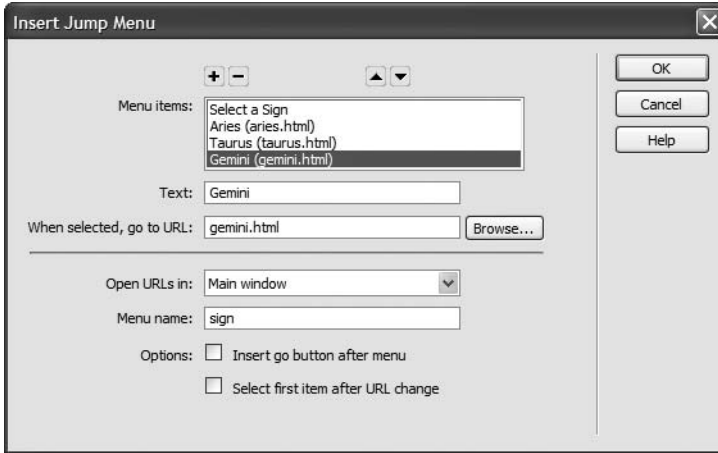 Insert Jump Menu
OK
Cancel
Help
Menu items:
Select a Sign
Aries (aries.html)
Taurus (taurus.html)
Gemini (gemini.html)
Text: Gemini
When selected, go to URL: gemini.html Browse...
Open URLs in: Main window
Menu name: sign
Options: Insert go button after menu
Select first item after URL change